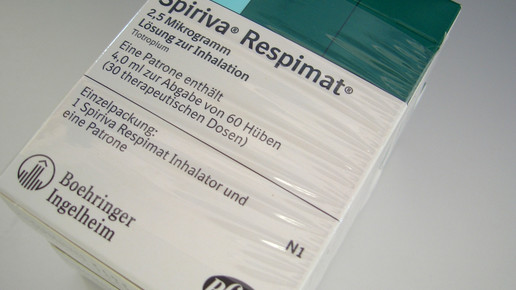 Spiriva® Respimat®
2,5 Mikrogramm
Lösung zur Inhalation
Tiotropium
Eine Patrone enthält
4,0 ml zur Abgabe von 60 Hüben
(30 therapeutischen Dosen)
Einzelpackung:
1 Spiriva Respimat Inhalator und
eine Patrone
Boehringer
Ingelheim
N1